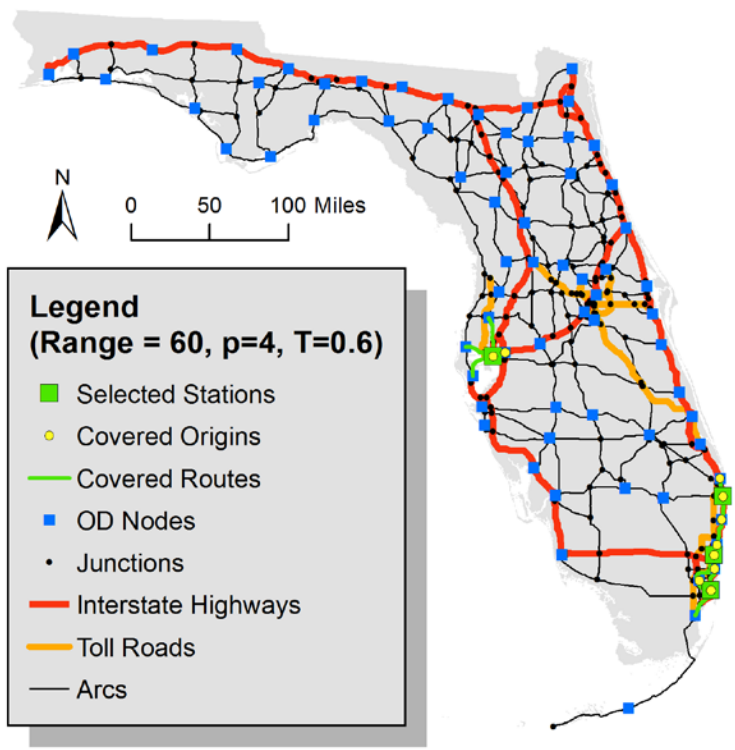 N
0 50 100 Miles
Legend
(Range = 60, p=4, T=0.6)
Selected Stations
Covered Origins
Covered Routes
OD Nodes
Junctions
Interstate Highways
Toll Roads
Arcs